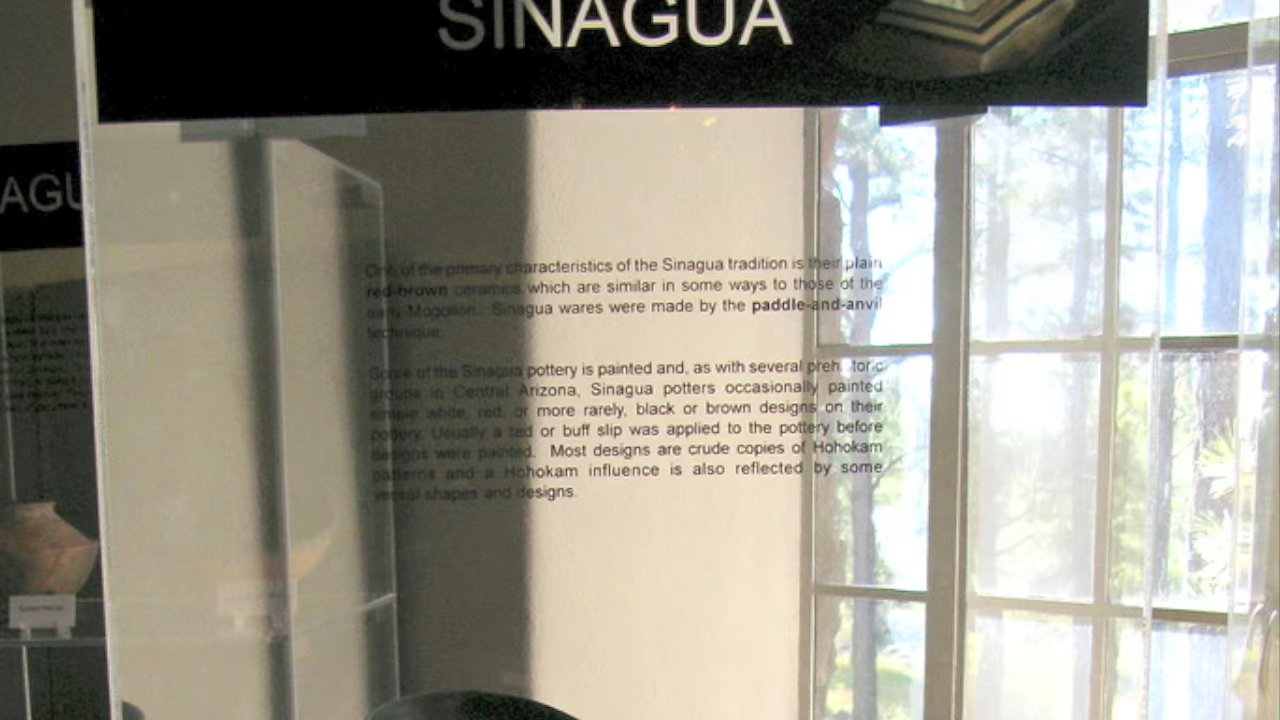 SINAGUA
AGU
One of the primary characteristics of the Sinagua tradition is their plain
red-brown ceramics which are similar in some ways to those of the
early Mogollon. Sinagua wares were made by the paddle-and-anvil
technique.
Some of the Sinagua pottery is painted and, as with several prehistoric
groups in Central Arizona, Sinagua potters occasionally painted
simple white, red, or more rarely, black or brown designs on their
pottery. Usually a red or buff slip was applied to the pottery before
designs were painted. Most designs are crude copies of Hohokam
patterns and a Hohokam influence is also reflected by some
vessel shapes and designs.